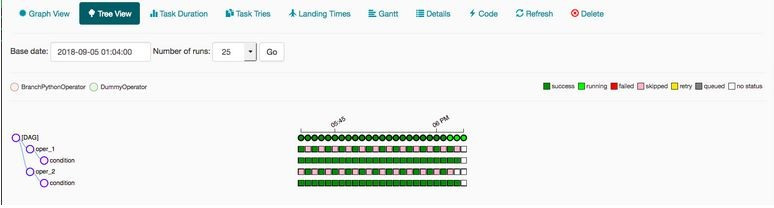 Graph View Tree View Task Duration Task Tries Landing Times Gantt Details Code Refresh Delete
Base date: 2018-09-05 01:04:00 Number of runs: 25 Go
BranchPythonOperator DummyOperator success running failed skipped retry queued no status
05:45 06 PM
[DAG]
oper_1
condition
oper_2
condition